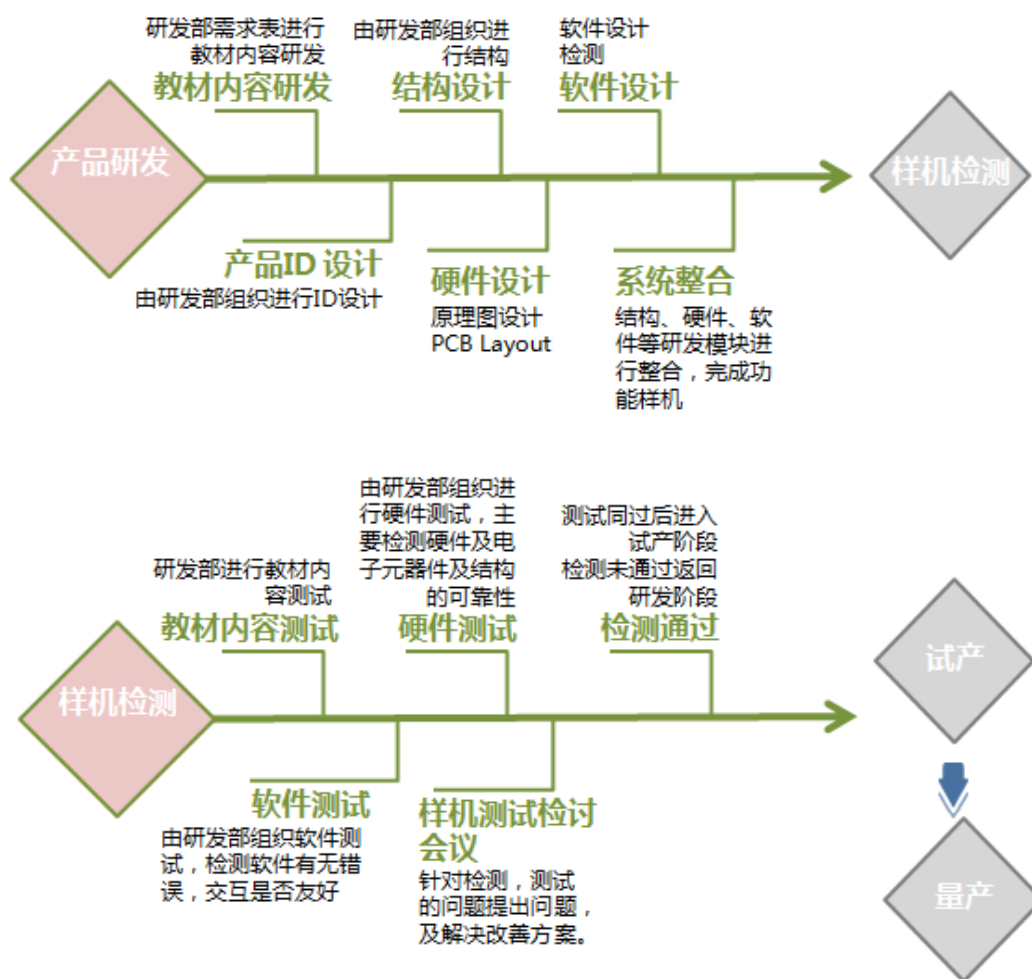 研发部需求表进行
教材内容研发
教材内容研发
由研发部组织进
行结构
结构设计
软件设计
检测
软件设计
产品研发
样机检测
产品ID 设计
由研发部组织进行ID设计
硬件设计
原理图设计
PCB Layout
系统整合
结构、硬件、软
件等研发模块进
行整合，完成功
能样机
研发部进行教材内
容测试
教材内容测试
由研发部组织进
行硬件测试，主
要检测硬件及电
子元器件及结构
的可靠性
硬件测试
测试同过后进入
试产阶段
检测未通过返回
研发阶段
检测通过
样机检测
试产
软件测试
由研发部组织软件测
试，检测软件有无错
误，交互是否友好
样机测试检讨
会议
针对检测，测试
的问题提出问题，
及解决改善方案。
量产